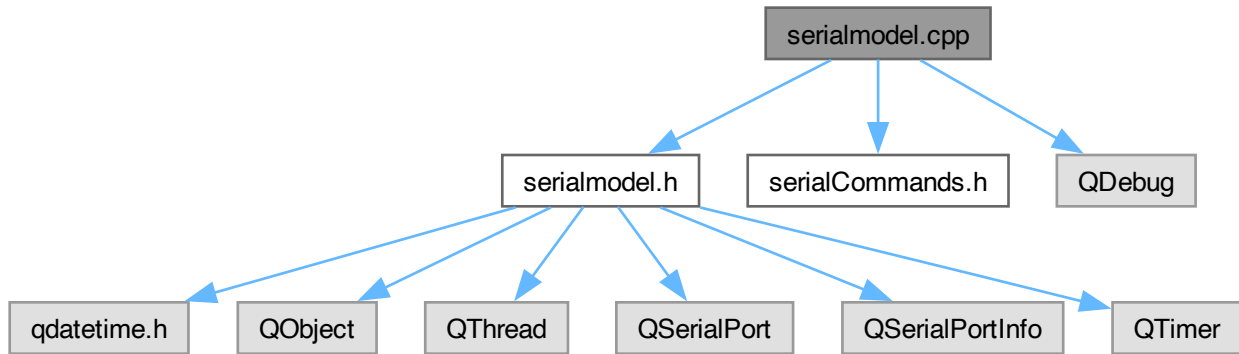 serialmodel.cpp
serialmodel.h
serialCommands.h
QDebug
qdatetime.h
QObject
QThread
QSerialPort
QSerialPortInfo
QTimer